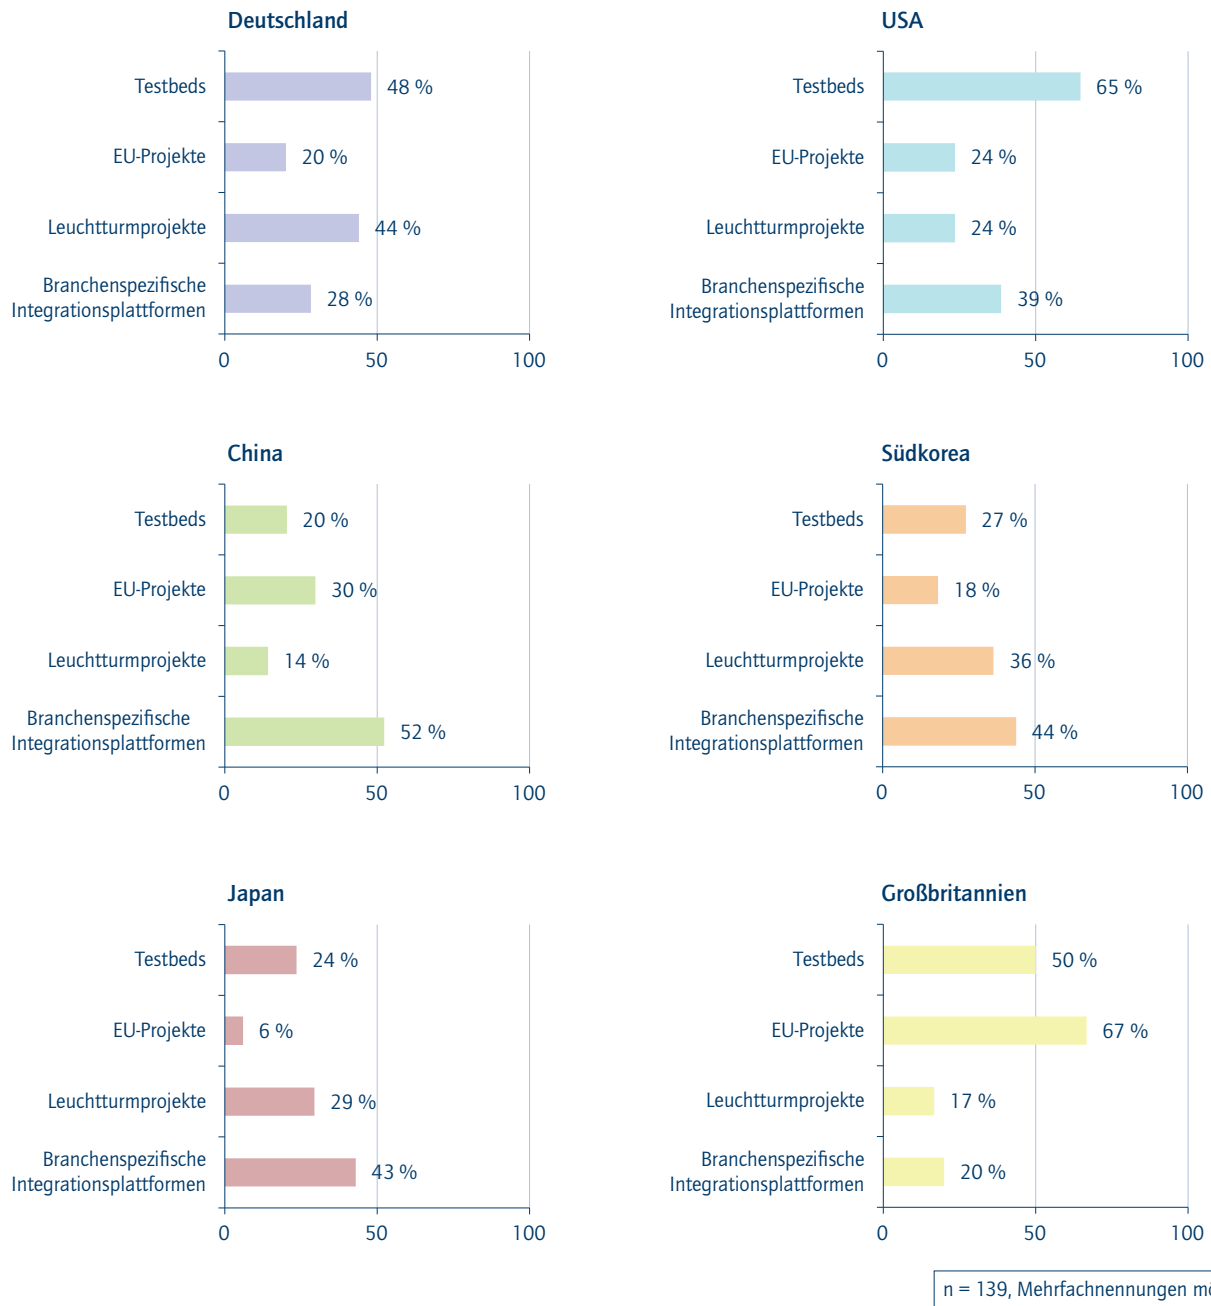 Deutschland
Testbeds
48 %
EU-Projekte
20 %
Leuchtturmprojekte
44 %
Branchenspezifische
Integrationsplattformen
28 %
0
50
100
USA
Testbeds
65 %
EU-Projekte
24 %
Leuchtturmprojekte
24 %
Branchenspezifische
Integrationsplattformen
39 %
0
50
100
China
Testbeds
20 %
EU-Projekte
30 %
Leuchtturmprojekte
14 %
Branchenspezifische
Integrationsplattformen
52 %
0
50
100
Südkorea
Testbeds
27 %
EU-Projekte
18 %
Leuchtturmprojekte
36 %
Branchenspezifische
Integrationsplattformen
44 %
0
50
100
Japan
Testbeds
24 %
EU-Projekte
6 %
Leuchtturmprojekte
29 %
Branchenspezifische
Integrationsplattformen
43 %
0
50
100
Großbritannien
Testbeds
50 %
EU-Projekte
67 %
Leuchtturmprojekte
17 %
Branchenspezifische
Integrationsplattformen
20 %
0
50
100
n = 139, Mehrfachnennungen